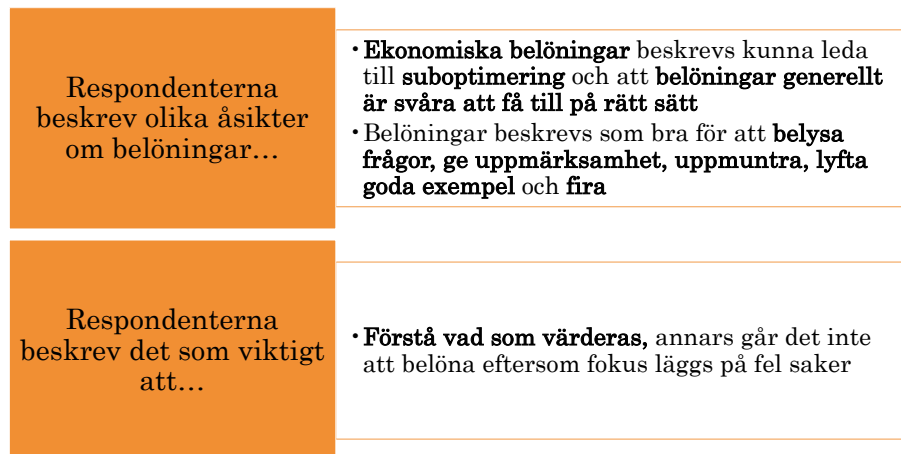 Respondenterna
beskrev olika åsikter
om belöningar…
•Ekonomiska belöningar beskrevs kunna leda
till suboptimering och att belöningar generellt
är svåra att få till på rätt sätt
•Belöningar beskrevs som bra för att belysa
frågor, ge uppmärksamhet, uppmuntra, lyfta
goda exempel och fira
Respondenterna
beskrev det som viktigt
att…
•Förstå vad som värderas, annars går det inte
att belöna eftersom fokus läggs på fel saker